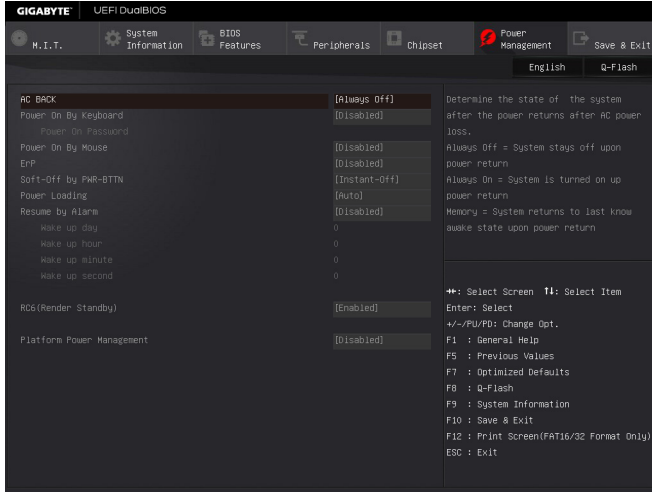 GIGABYTE™ UEFI DualBIOS
M.I.T.
System Information
BIOS Features
Peripherals
Chipset
Power Management
Save & Exit
English Q-Flash
AC BACK [Always Off]
Power On By Keyboard [Disabled]
Power On Password
Power On By Mouse [Disabled]
ErP [Disabled]
Soft-Off by PWR-BTTN [Instant-Off]
Power Loading [Auto]
Resume by Alarm [Disabled]
Wake up day 0
Wake up hour 0
Wake up minute 0
Wake up second 0
RC6(Render Standby) [Enabled]
Platform Power Management [Disabled]
Determine the state of the system
after the power returns after AC power
loss.
Always Off = System stays off upon
power return
Always On = System is turned on up
power return
Memory = System returns to last know
awake state upon power return
→←: Select Screen ↑↓: Select Item
Enter: Select
+/-/PU/PD: Change Opt.
F1 : General Help
F5 : Previous Values
F7 : Optimized Defaults
F8 : Q-Flash
F9 : System Information
F10 : Save & Exit
F12 : Print Screen(FAT16/32 Format Only)
ESC : Exit